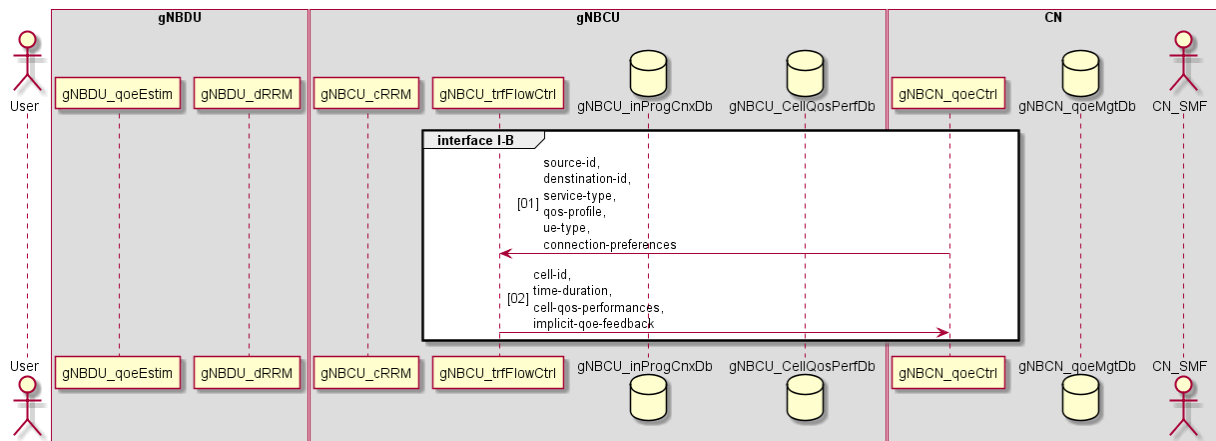 gNBDU
gNBCU
CN
User
gNBDU_qoeEstim
gNBDU_dRRM
gNBCU_cRRM
gNBCU_trfFlowCtrl
gNBCU_inProgCnxDb
gNBCU_CellQosPerfDb
gNBCN_qoeCtrl
gNBCN_qoeMgtDb
CN_SMF
interface I-B
[01]
source-id,
denstination-id,
service-type,
qos-profile,
ue-type,
connection-preferences
[02]
cell-id,
time-duration,
cell-qos-performances,
implicit-qoe-feedback
User
gNBDU_qoeEstim
gNBDU_dRRM
gNBCU_cRRM
gNBCU_trfFlowCtrl
gNBCU_inProgCnxDb
gNBCU_CellQosPerfDb
gNBCN_qoeCtrl
gNBCN_qoeMgtDb
CN_SMF